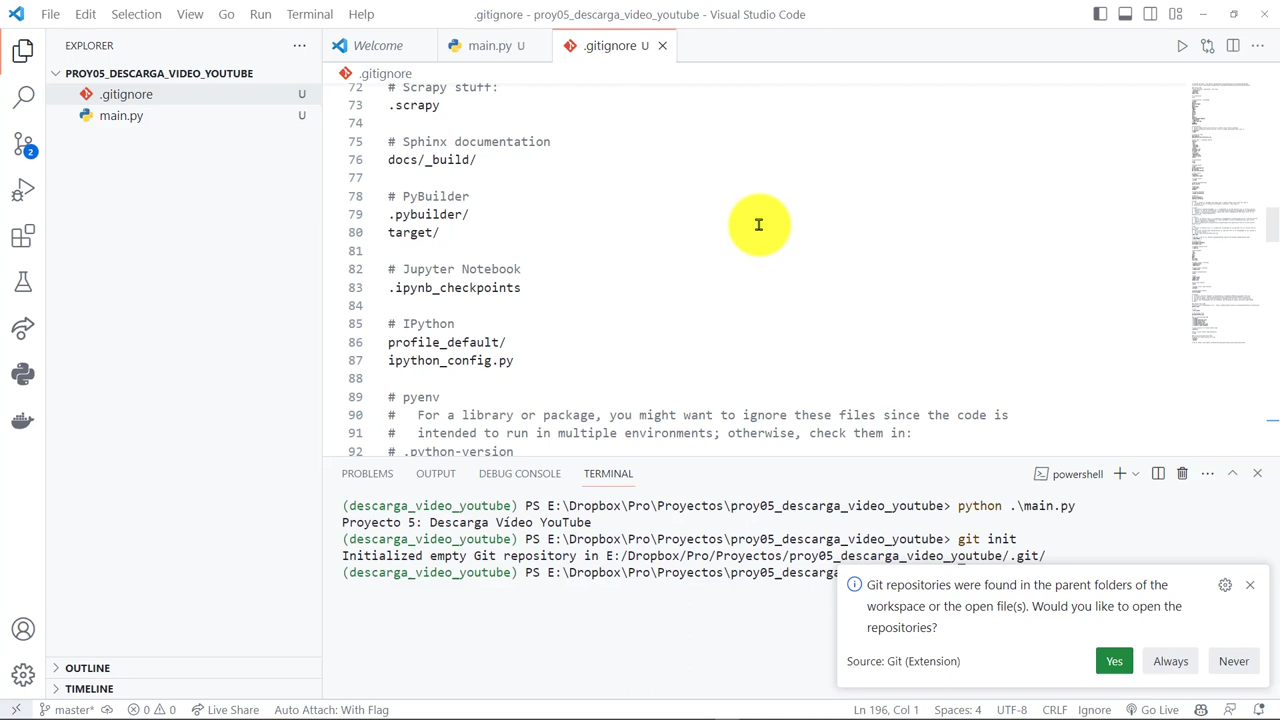 File Edit Selection View Go Run Terminal Help
.gitignore - proy05_descarga_video_youtube - Visual Studio Code
EXPLORER
PROY05_DESCARGA_VIDEO_YOUTUBE
.gitignore U
main.py U
OUTLINE
TIMELINE
Welcome
main.py U
.gitignore U
.gitignore
72 # Scrapy stuff:
73 .scrapy
74
75 # Sphinx documentation
76 docs/_build/
77
78 # PyBuilder
79 .pybuilder/
80 target/
81
82 # Jupyter Notebook
83 .ipynb_checkpoints
84
85 # IPython
86 profile_default/
87 ipython_config.py
88
89 # pyenv
90 #   For a library or package, you might want to ignore these files since the code is
91 #   intended to run in multiple environments; otherwise, check them in:
92 # .python-version
PROBLEMS OUTPUT DEBUG CONSOLE TERMINAL
powershell
(descarga_video_youtube) PS E:\Dropbox\Pro\Proyectos\proy05_descarga_video_youtube> python .\main.py
Proyecto 5: Descarga Vídeo YouTube
(descarga_video_youtube) PS E:\Dropbox\Pro\Proyectos\proy05_descarga_video_youtube> git init
Initialized empty Git repository in E:/Dropbox/Pro/Proyectos/proy05_descarga_video_youtube/.git/
(descarga_video_youtube) PS E:\Dropbox\Pro\Proyectos\proy05_descarga
Git repositories were found in the parent folders of the
workspace or the open file(s). Would you like to open the
repositories?
Source: Git (Extension)
Yes Always Never
2
master* 0 0 Live Share Auto Attach: With Flag
Ln 196, Col 1 Spaces: 4 UTF-8 CRLF Ignore Go Live